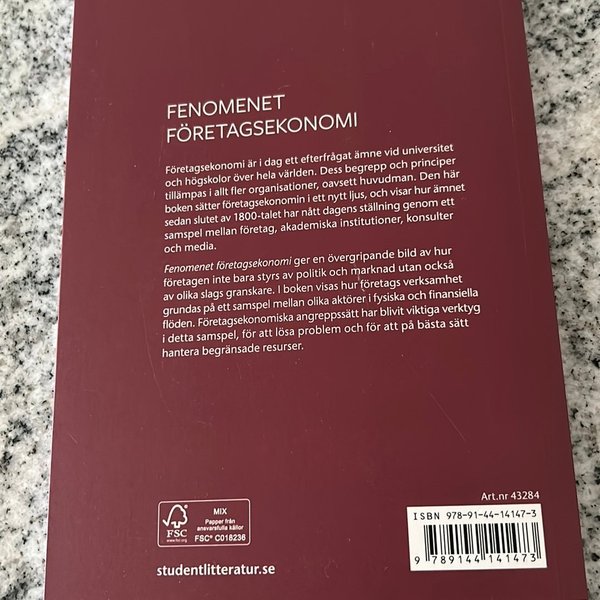 FENOMENET
FÖRETAGSEKONOMI
Företagsekonomi är i dag ett efterfrågat ämne vid universitet
och högskolor över hela världen. Dess begrepp och principer
tillämpas i allt fler organisationer, oavsett huvudman. Den här
boken sätter företagsekonomin i ett nytt ljus, och visar hur ämnet
sedan slutet av 1800-talet har nått dagens ställning genom ett
samspel mellan företag, akademiska institutioner, konsulter
och media.
Fenomenet företagsekonomi ger en övergripande bild av hur
företagen inte bara styrs av politik och marknad utan också
av olika slags granskare. I boken visas hur företags verksamhet
grundas på ett samspel mellan olika aktörer i fysiska och finansiella
flöden. Företagsekonomiska angreppssätt har blivit viktiga verktyg
i detta samspel, för att lösa problem och för att på bästa sätt
hantera begränsade resurser.
Art.nr 43284
ISBN 978-91-44-14147-3
9 789144 141473
FSC
www.fsc.org
MIX
Papper från
ansvarsfulla källor
FSC® C018236
studentlitteratur.se